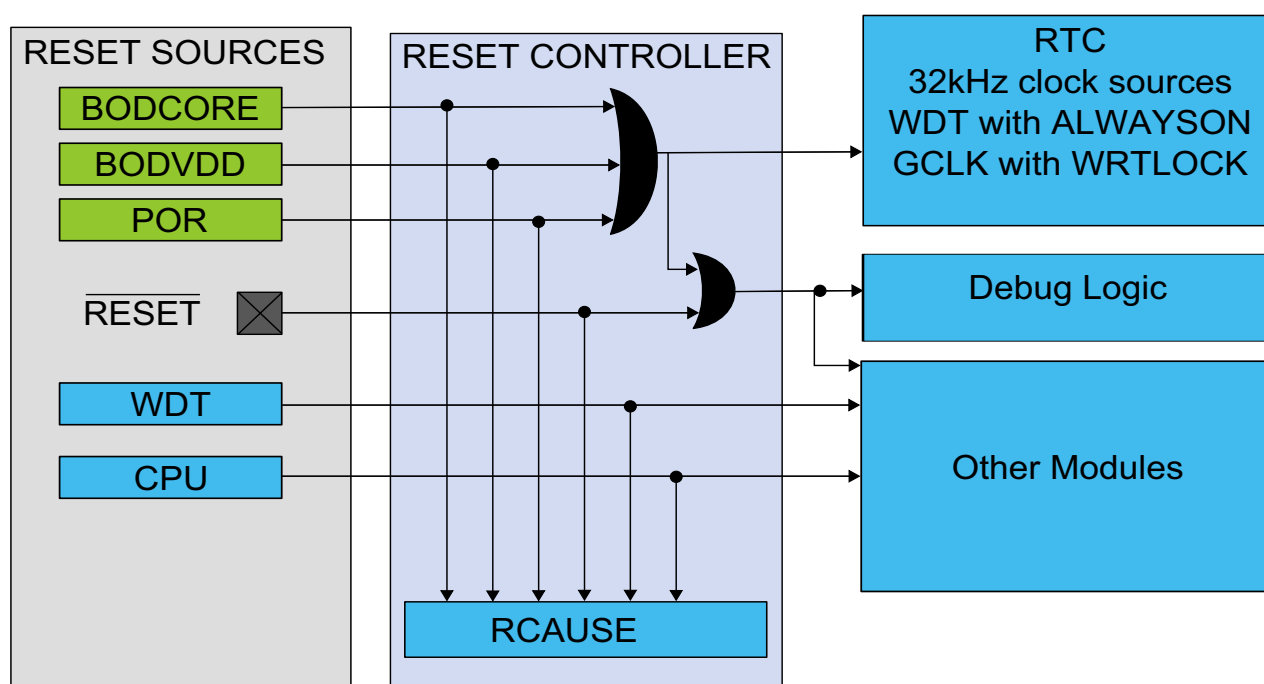 RESET SOURCES
BODCORE
BODVDD
POR
RESET
WDT
CPU
RESET CONTROLLER
RCAUSE
RTC
32kHz clock sources
WDT with ALWAYSON
GCLK with WRTLOCK
Debug Logic
Other Modules